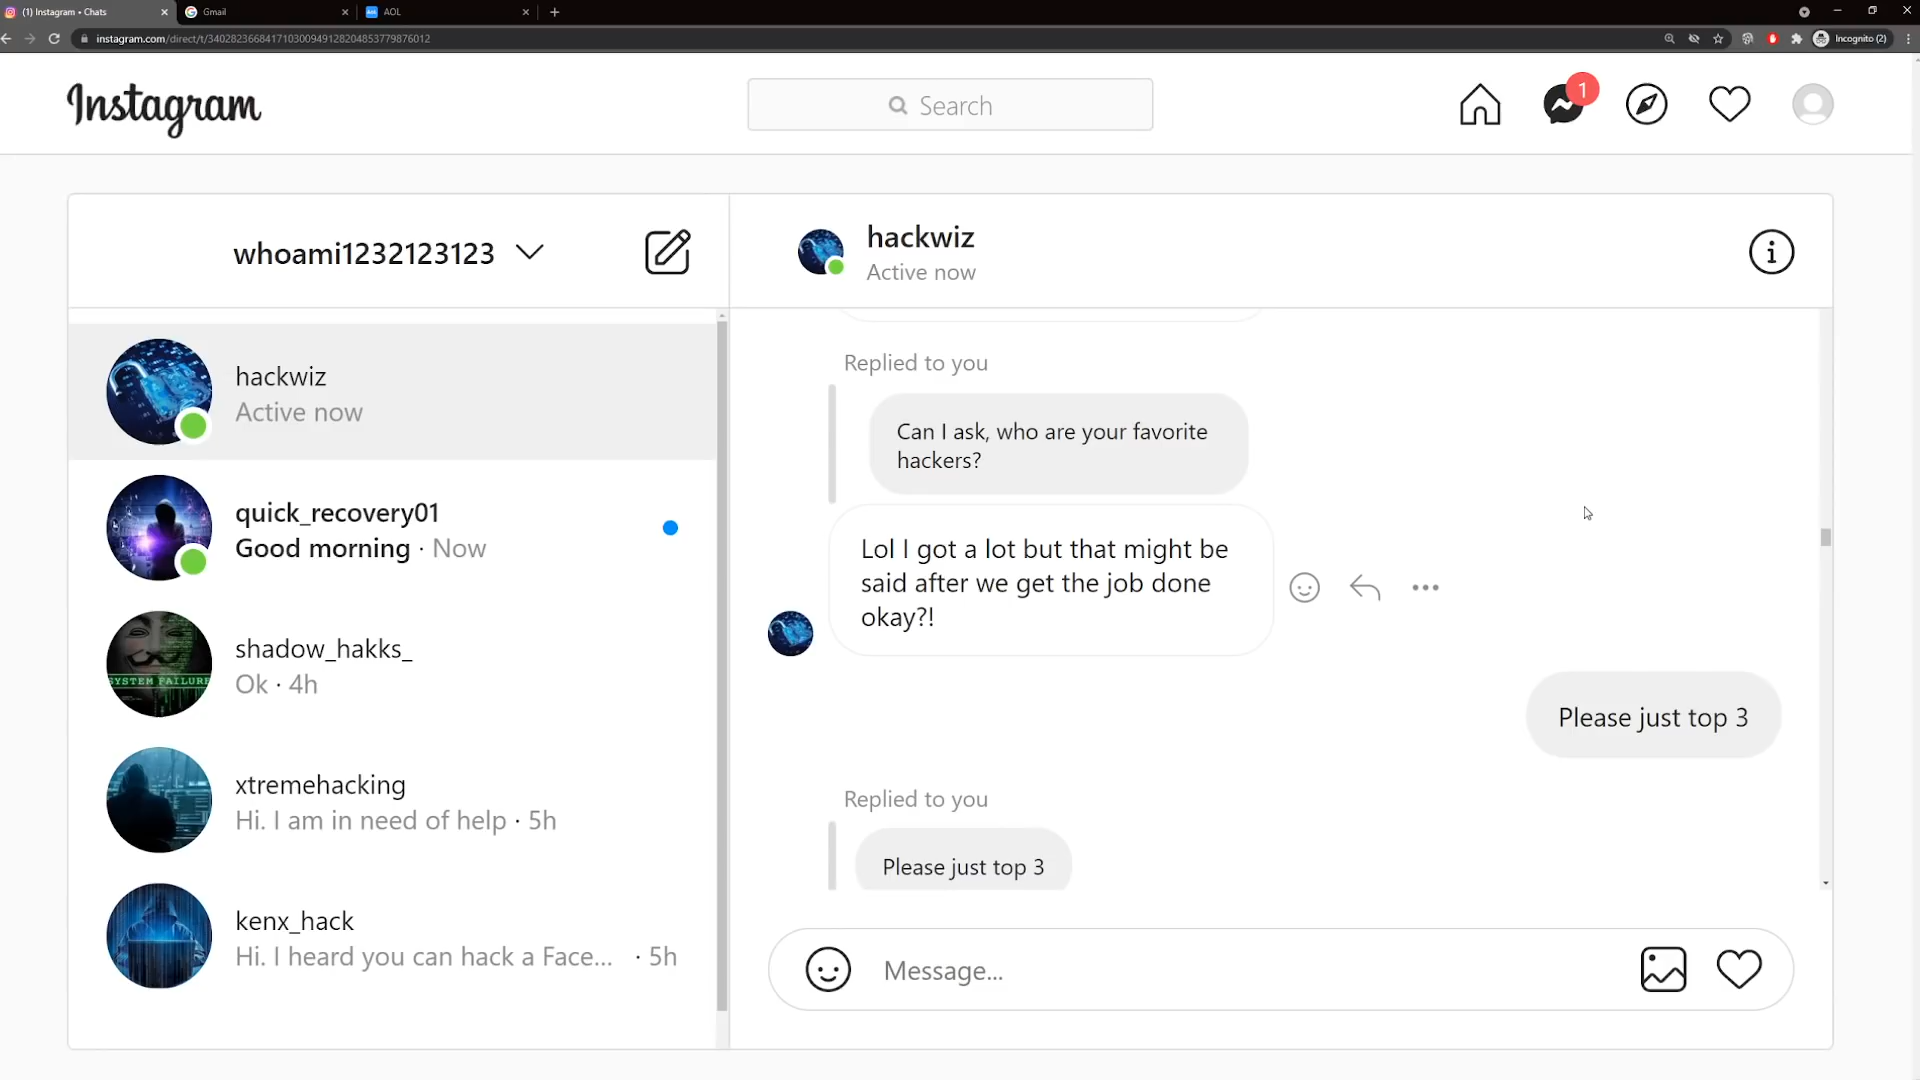 (1) Instagram • Chats
Gmail
AOL
instagram.com/direct/t/340282366841710300949128204853779876012
Incognito (2)
Instagram
Search
1
whoami1232123123
hackwiz
Active now
quick_recovery01
Good morning · Now
SYSTEM FAILURE
shadow_hakks_
Ok · 4h
xtremehacking
Hi. I am in need of help · 5h
kenx_hack
Hi. I heard you can hack a Face... · 5h
hackwiz
Active now
Replied to you
Can I ask, who are your favorite
hackers?
Lol I got a lot but that might be
said after we get the job done
okay?!
Please just top 3
Replied to you
Please just top 3
Message...